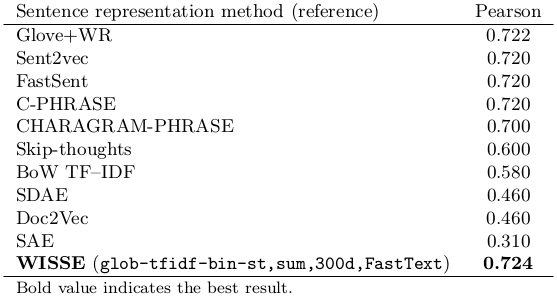 Sentence representation method (reference) Pearson
Glove+WR 0.722
Sent2vec 0.720
FastSent 0.720
C-PHRASE 0.720
CHARAGRAM-PHRASE 0.700
Skip-thoughts 0.600
BoW TF–IDF 0.580
SDAE 0.460
Doc2Vec 0.460
SAE 0.310
WISSE (glob-tfidf-bin-st,sum,300d,FastText) 0.724
Bold value indicates the best result.